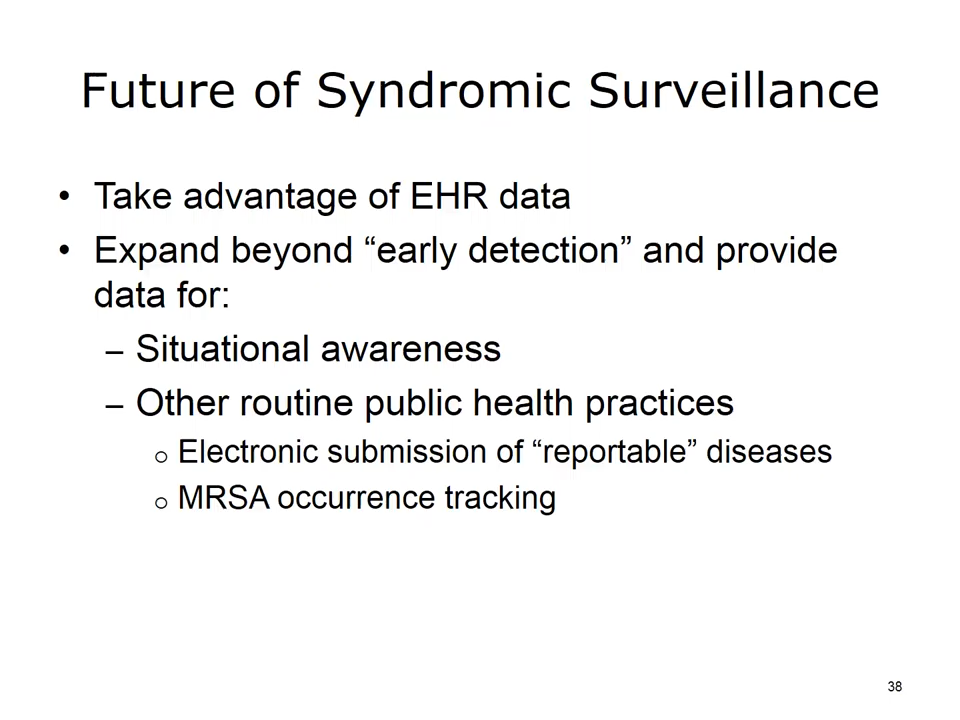 Future of Syndromic Surveillance
• Take advantage of EHR data
• Expand beyond “early detection” and provide
data for:
– Situational awareness
– Other routine public health practices
o Electronic submission of “reportable” diseases
o MRSA occurrence tracking
38